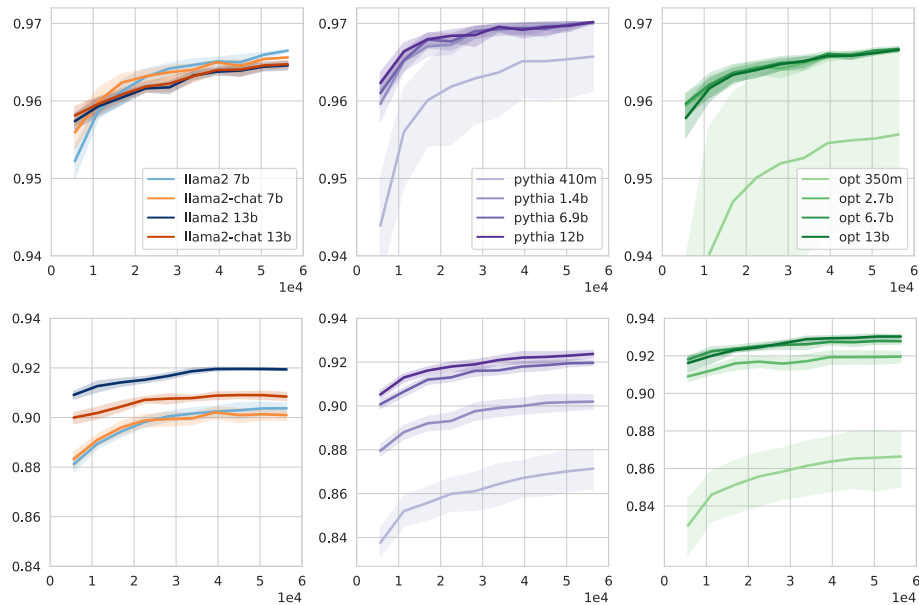 0.97
0.96
0.95
0.94
0 1 2 3 4 5 6
1e4
llama2 7b
llama2-chat 7b
llama2 13b
llama2-chat 13b
0.97
0.96
0.95
0.94
0 1 2 3 4 5 6
1e4
pythia 410m
pythia 1.4b
pythia 6.9b
pythia 12b
0.97
0.96
0.95
0.94
0 1 2 3 4 5 6
1e4
opt 350m
opt 2.7b
opt 6.7b
opt 13b
0.94
0.92
0.90
0.88
0.86
0.84
0 1 2 3 4 5 6
1e4
0.94
0.92
0.90
0.88
0.86
0.84
0 1 2 3 4 5 6
1e4
0.94
0.92
0.90
0.88
0.86
0.84
0 1 2 3 4 5 6
1e4